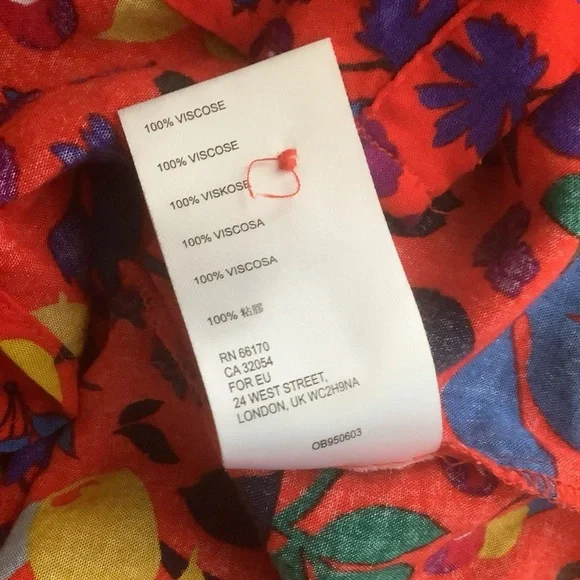 100% VISCOSE
100% VISCOSE
100% VISKOSE
100% VISCOSA
100% VISCOSA
100% 粘膠
RN 66170
CA 32054
FOR EU
24 WEST STREET,
LONDON, UK WC2H9NA
OB950603